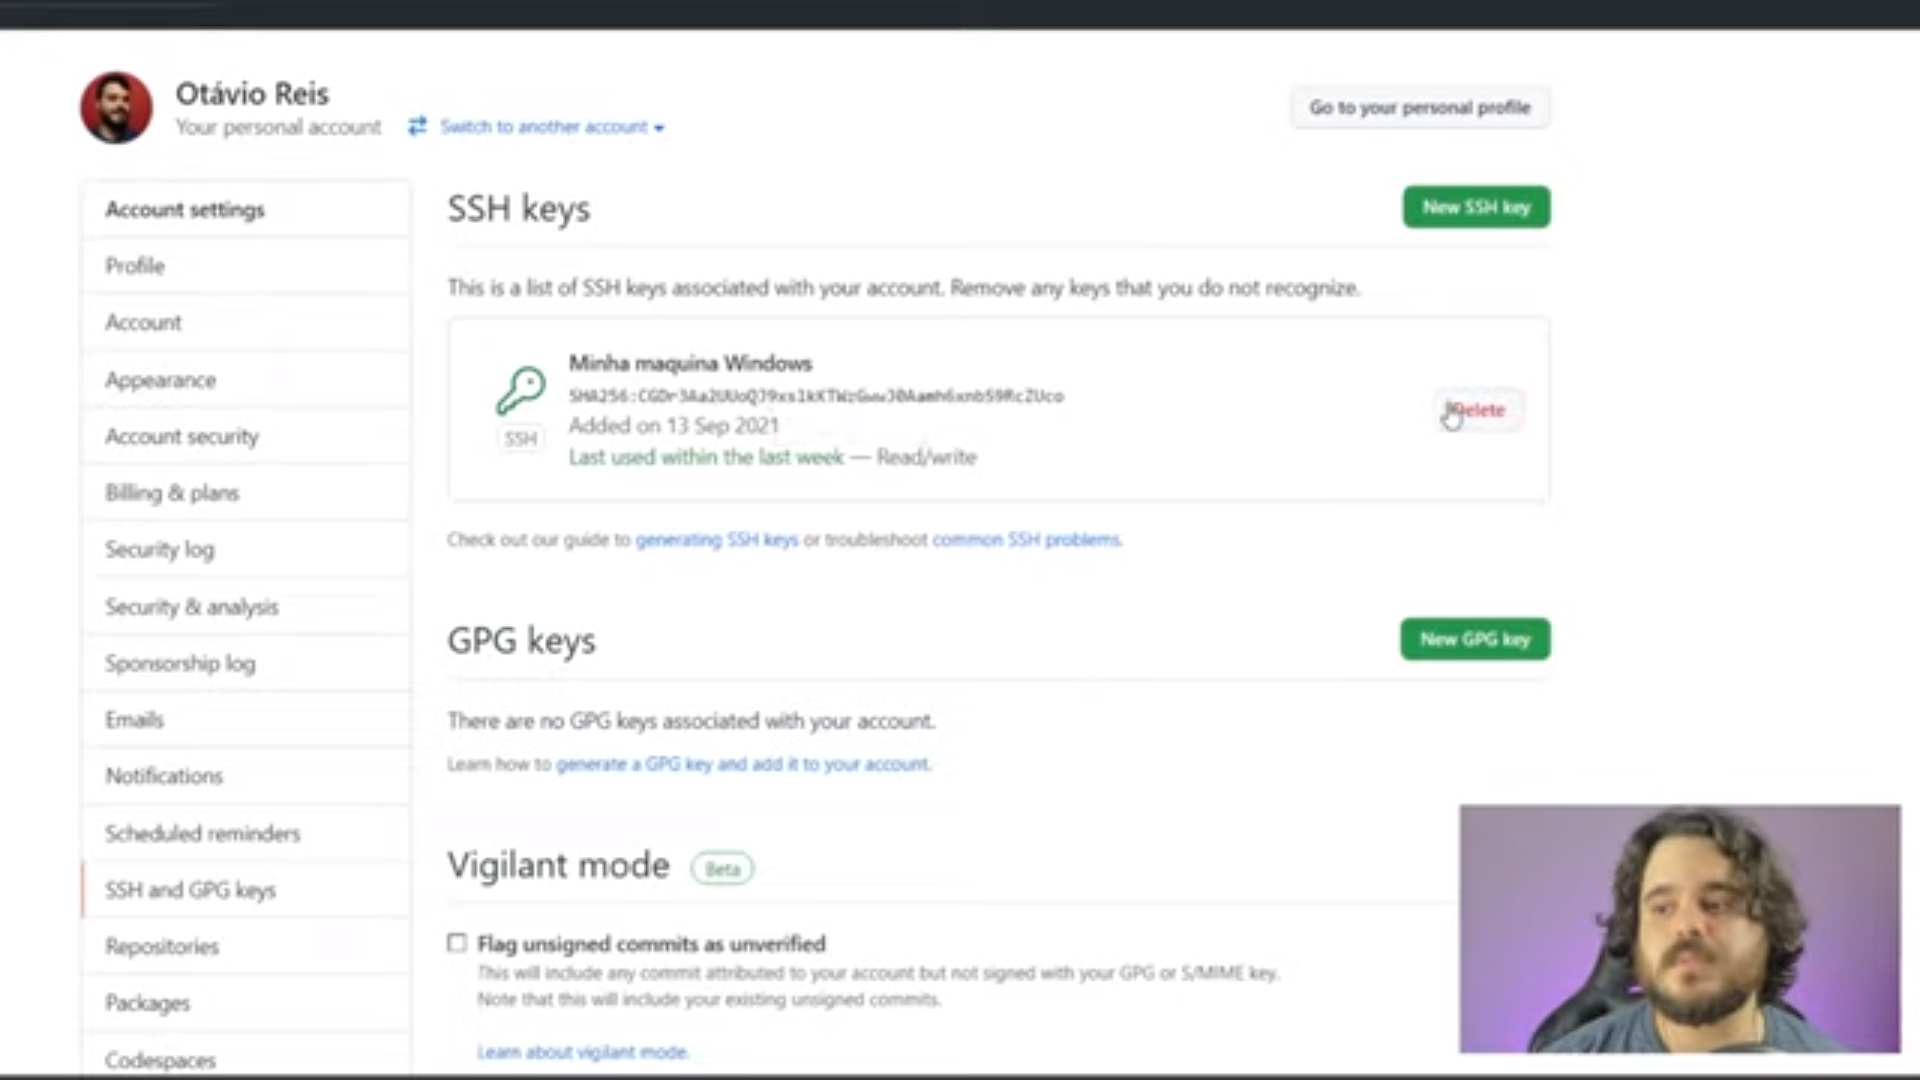 Otávio Reis
Your personal account
Switch to another account
Go to your personal profile
Account settings
Profile
Account
Appearance
Account security
Billing & plans
Security log
Security & analysis
Sponsorship log
Emails
Notifications
Scheduled reminders
SSH and GPG keys
Repositories
Packages
Codespaces
SSH keys
New SSH key
This is a list of SSH keys associated with your account. Remove any keys that you do not recognize.
Minha maquina Windows
SSH
Added on 13 Sep 2021
Last used within the last week — Read/write
Delete
Check out our guide to generating SSH keys or troubleshoot common SSH problems.
GPG keys
New GPG key
There are no GPG keys associated with your account.
Learn how to generate a GPG key and add it to your account.
Vigilant mode
Beta
Flag unsigned commits as unverified
This will include any commit attributed to your account but not signed with your GPG or S/MIME key.
Note that this will include your existing unsigned commits.
Learn about vigilant mode.